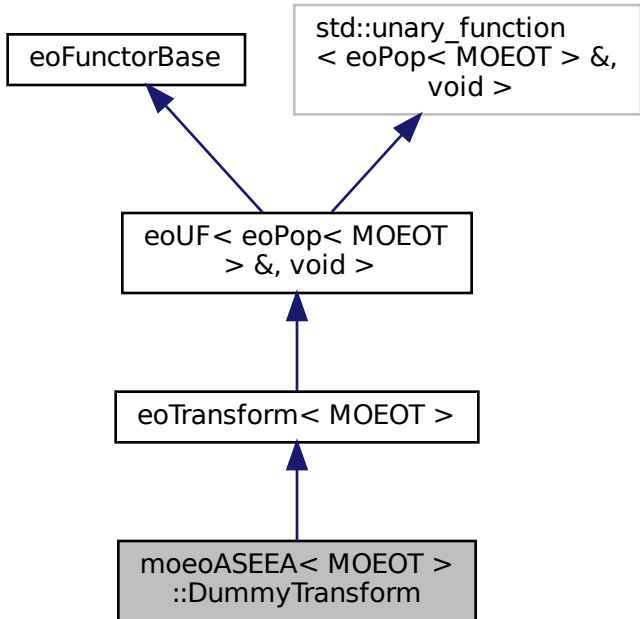 std::unary_function
< eoPop< MOEOT > &,
void >
eoFunctorBase
eoUF< eoPop< MOEOT
> &, void >
eoTransform< MOEOT >
moeoASEEA< MOEOT >
::DummyTransform